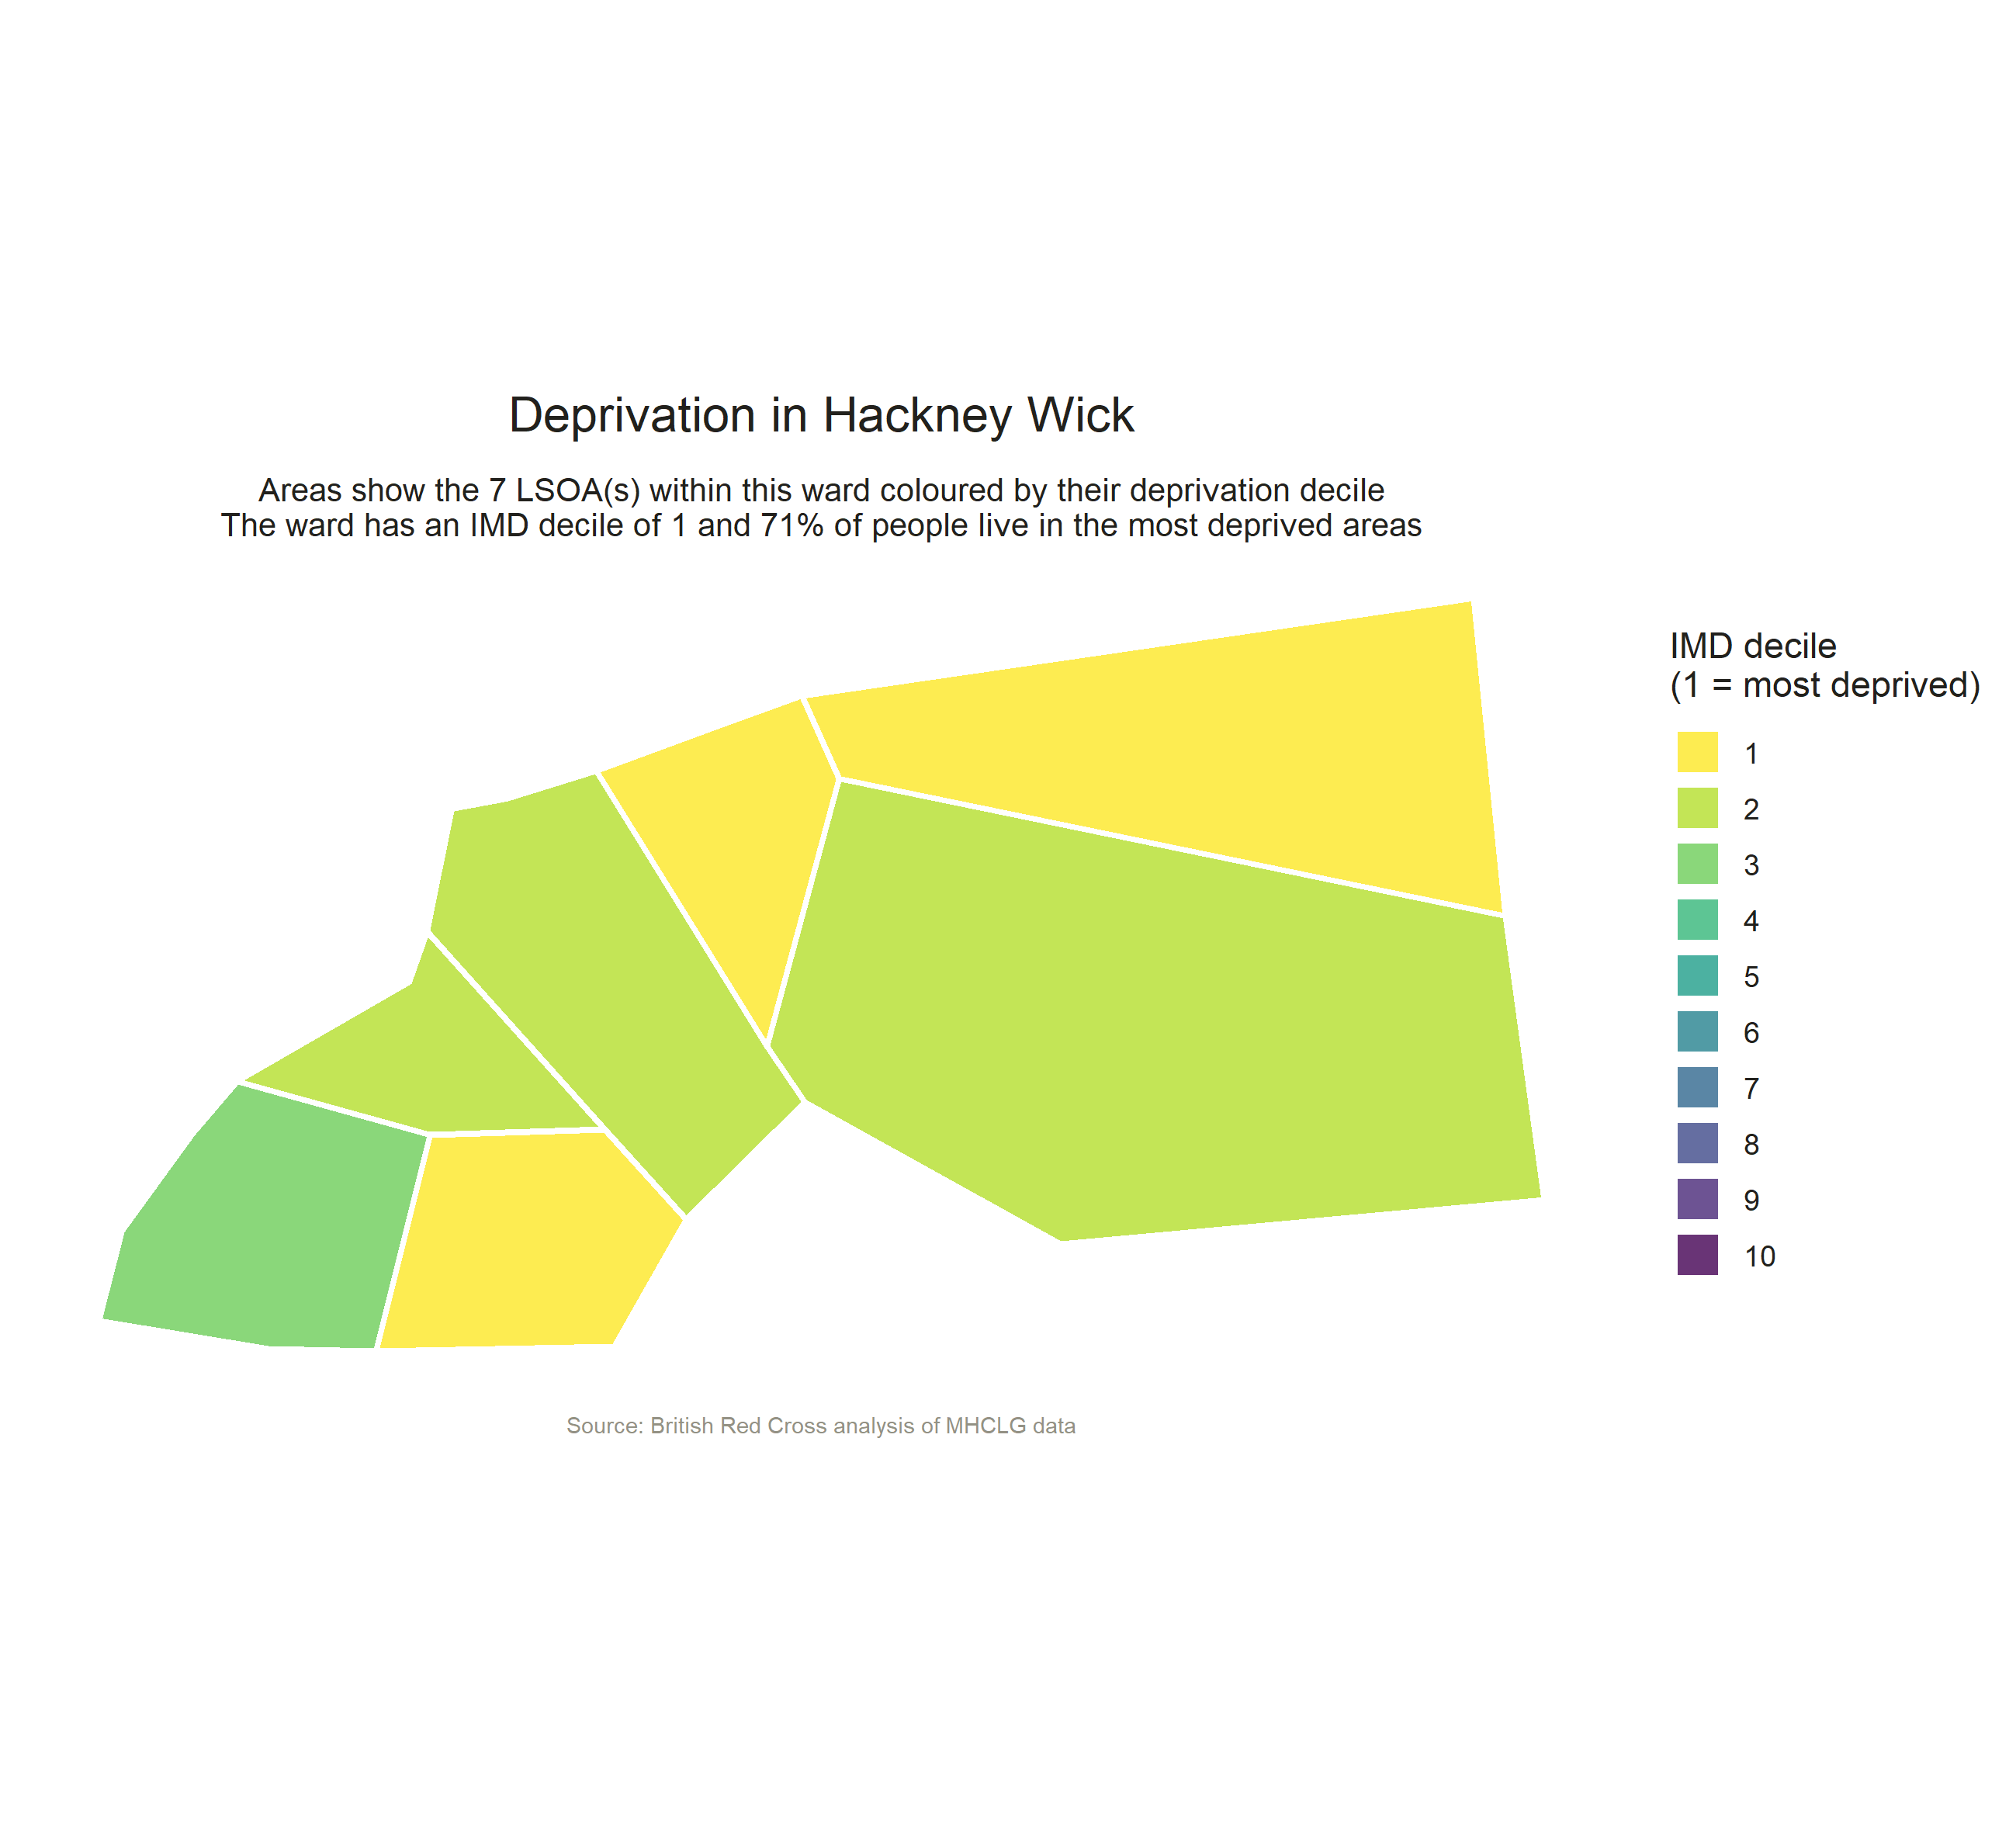 Deprivation in Hackney Wick
Areas show the 7 LSOA(s) within this ward coloured by their deprivation decile
The ward has an IMD decile of 1 and 71% of people live in the most deprived areas
IMD decile
(1 = most deprived)
1
2
3
4
5
6
7
8
9
10
Source: British Red Cross analysis of MHCLG data